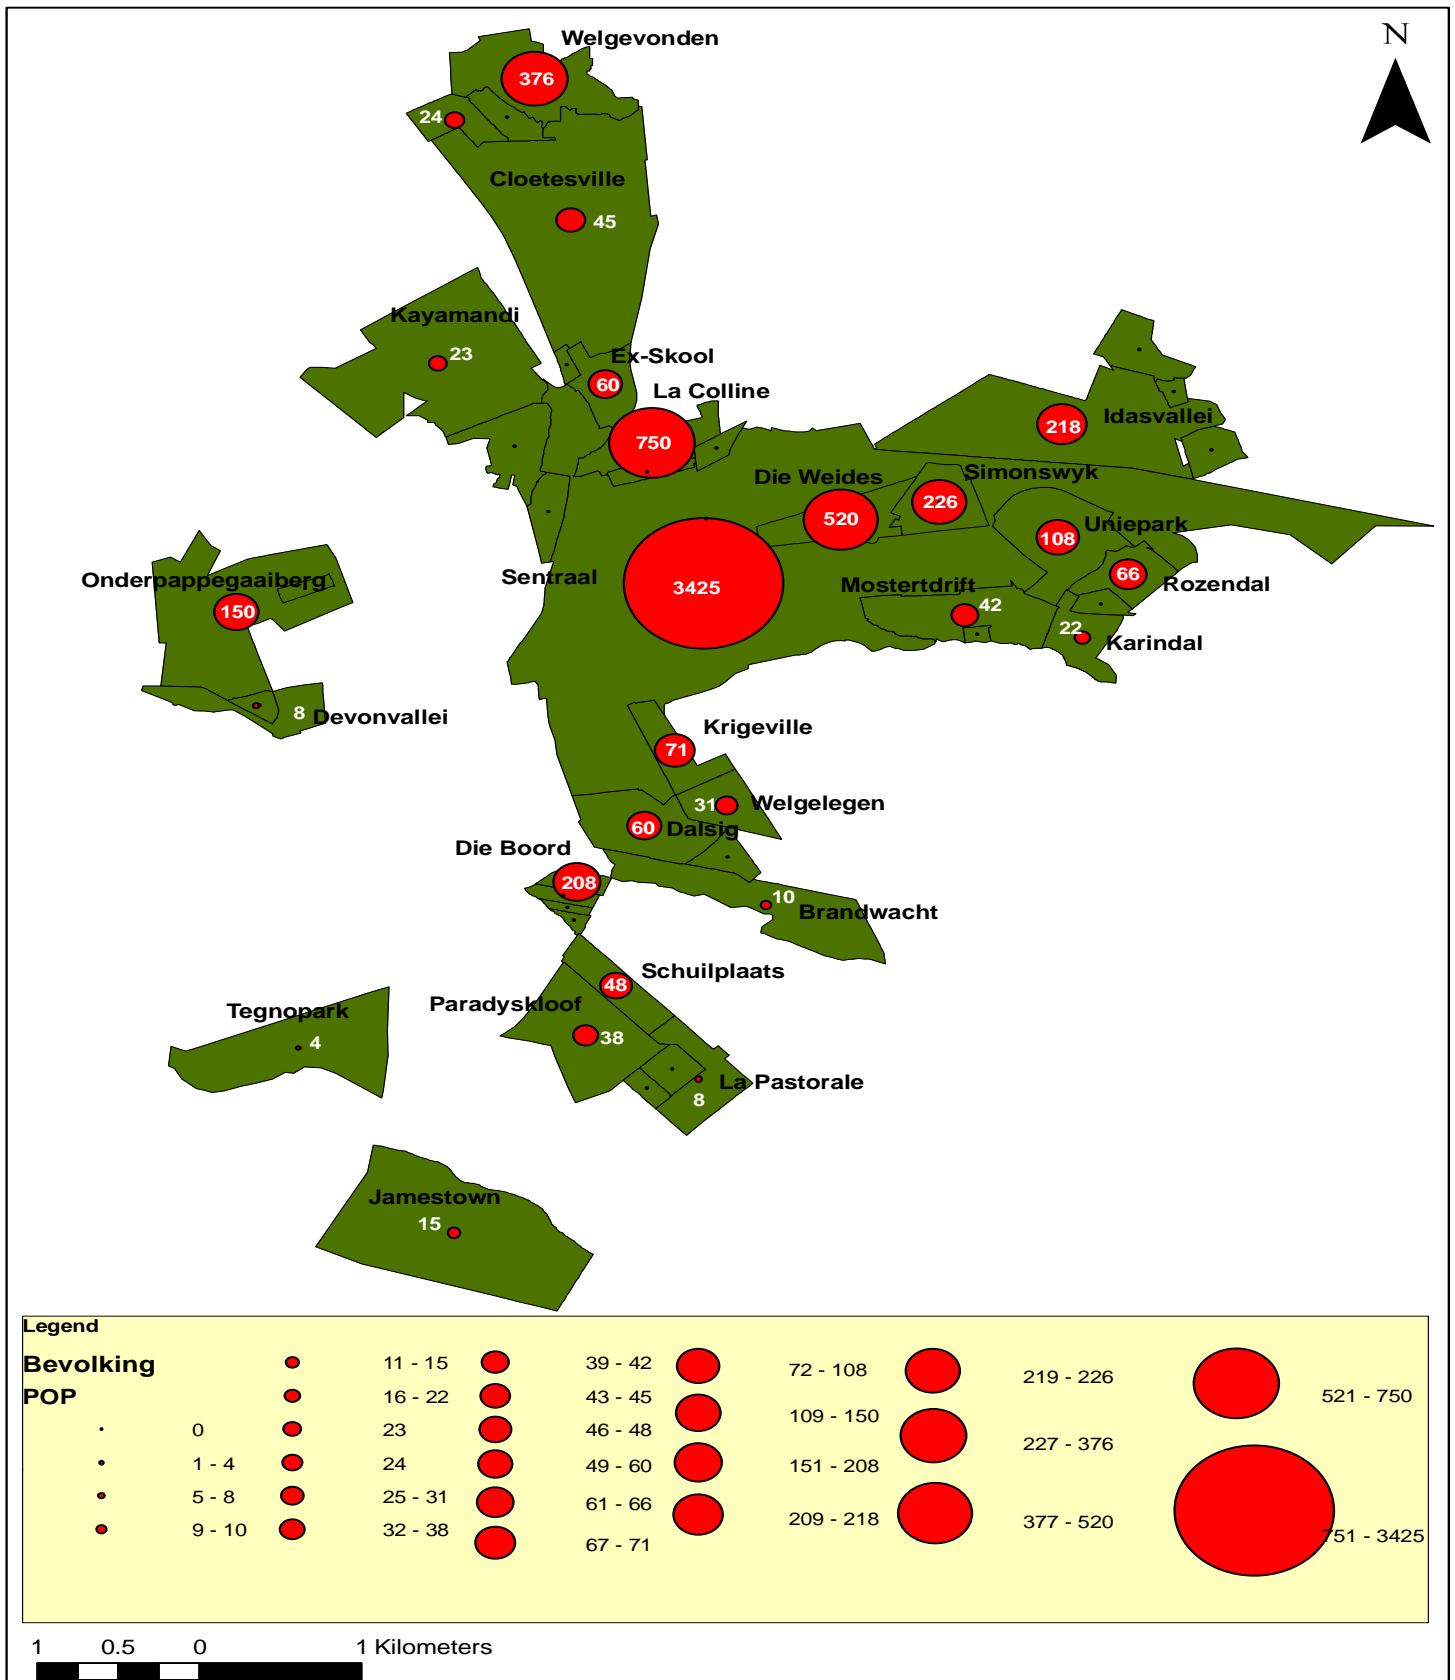 N
Welgevonden
376
24
Cloetesville
45
Kayamandi
23
Ex-Skool
60
La Colline
750
Idasvallei
218
Die Weides
520
Simonswyk
226
Uniepark
108
Rozendal
66
Sentraal
3425
Mostertdrift
42
22
Karindal
Onderpappegaaiberg
150
8 Devonvallei
Krigeville
71
31 Welgelegen
60 Dalsig
Die Boord
208
10
Brandwacht
Schuilplaats
48
Paradyskloof
38
Tegnopark
4
La Pastorale
8
Jamestown
15
Legend
Bevolking
POP
0
1 - 4
5 - 8
9 - 10
11 - 15
16 - 22
23
24
25 - 31
32 - 38
39 - 42
43 - 45
46 - 48
49 - 60
61 - 66
67 - 71
72 - 108
109 - 150
151 - 208
209 - 218
219 - 226
227 - 376
377 - 520
521 - 750
751 - 3425
1 0.5 0 1 Kilometers